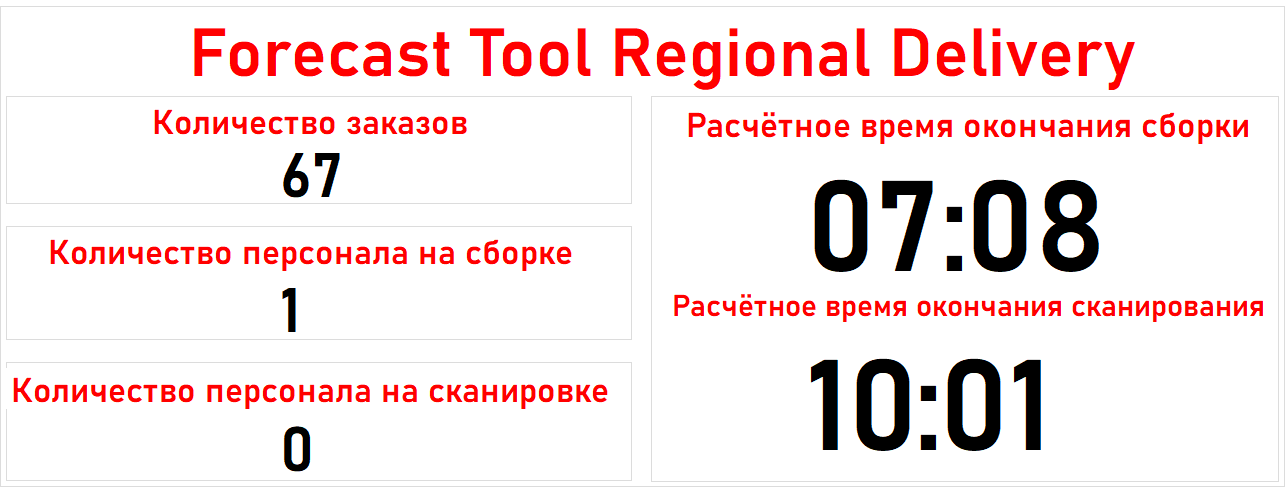 Forecast Tool Regional Delivery
Количество заказов
67
Количество персонала на сборке
1
Количество персонала на сканировке
0
Расчётное время окончания сборки
07:08
Расчётное время окончания сканирования
10:01